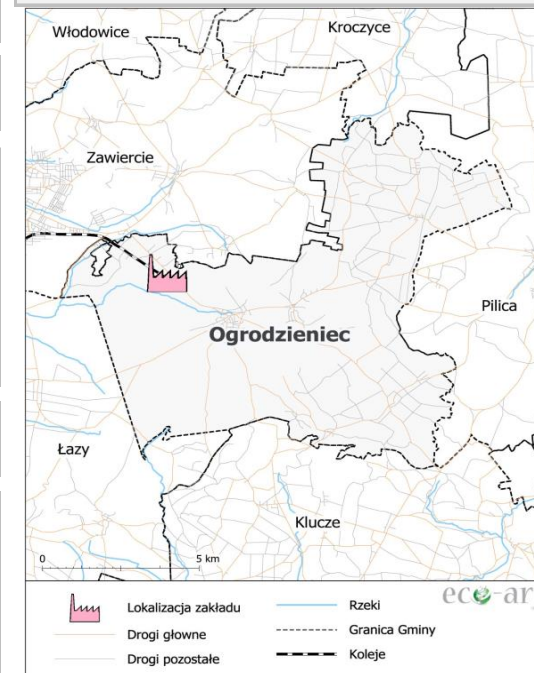 Włodowice
Kroczyce
Zawiercie
Pilica
Ogrodzieniec
Łazy
Klucze
0 5 km
Lokalizacja zakładu
Drogi głowne
Drogi pozostałe
Rzeki
Granica Gminy
Koleje